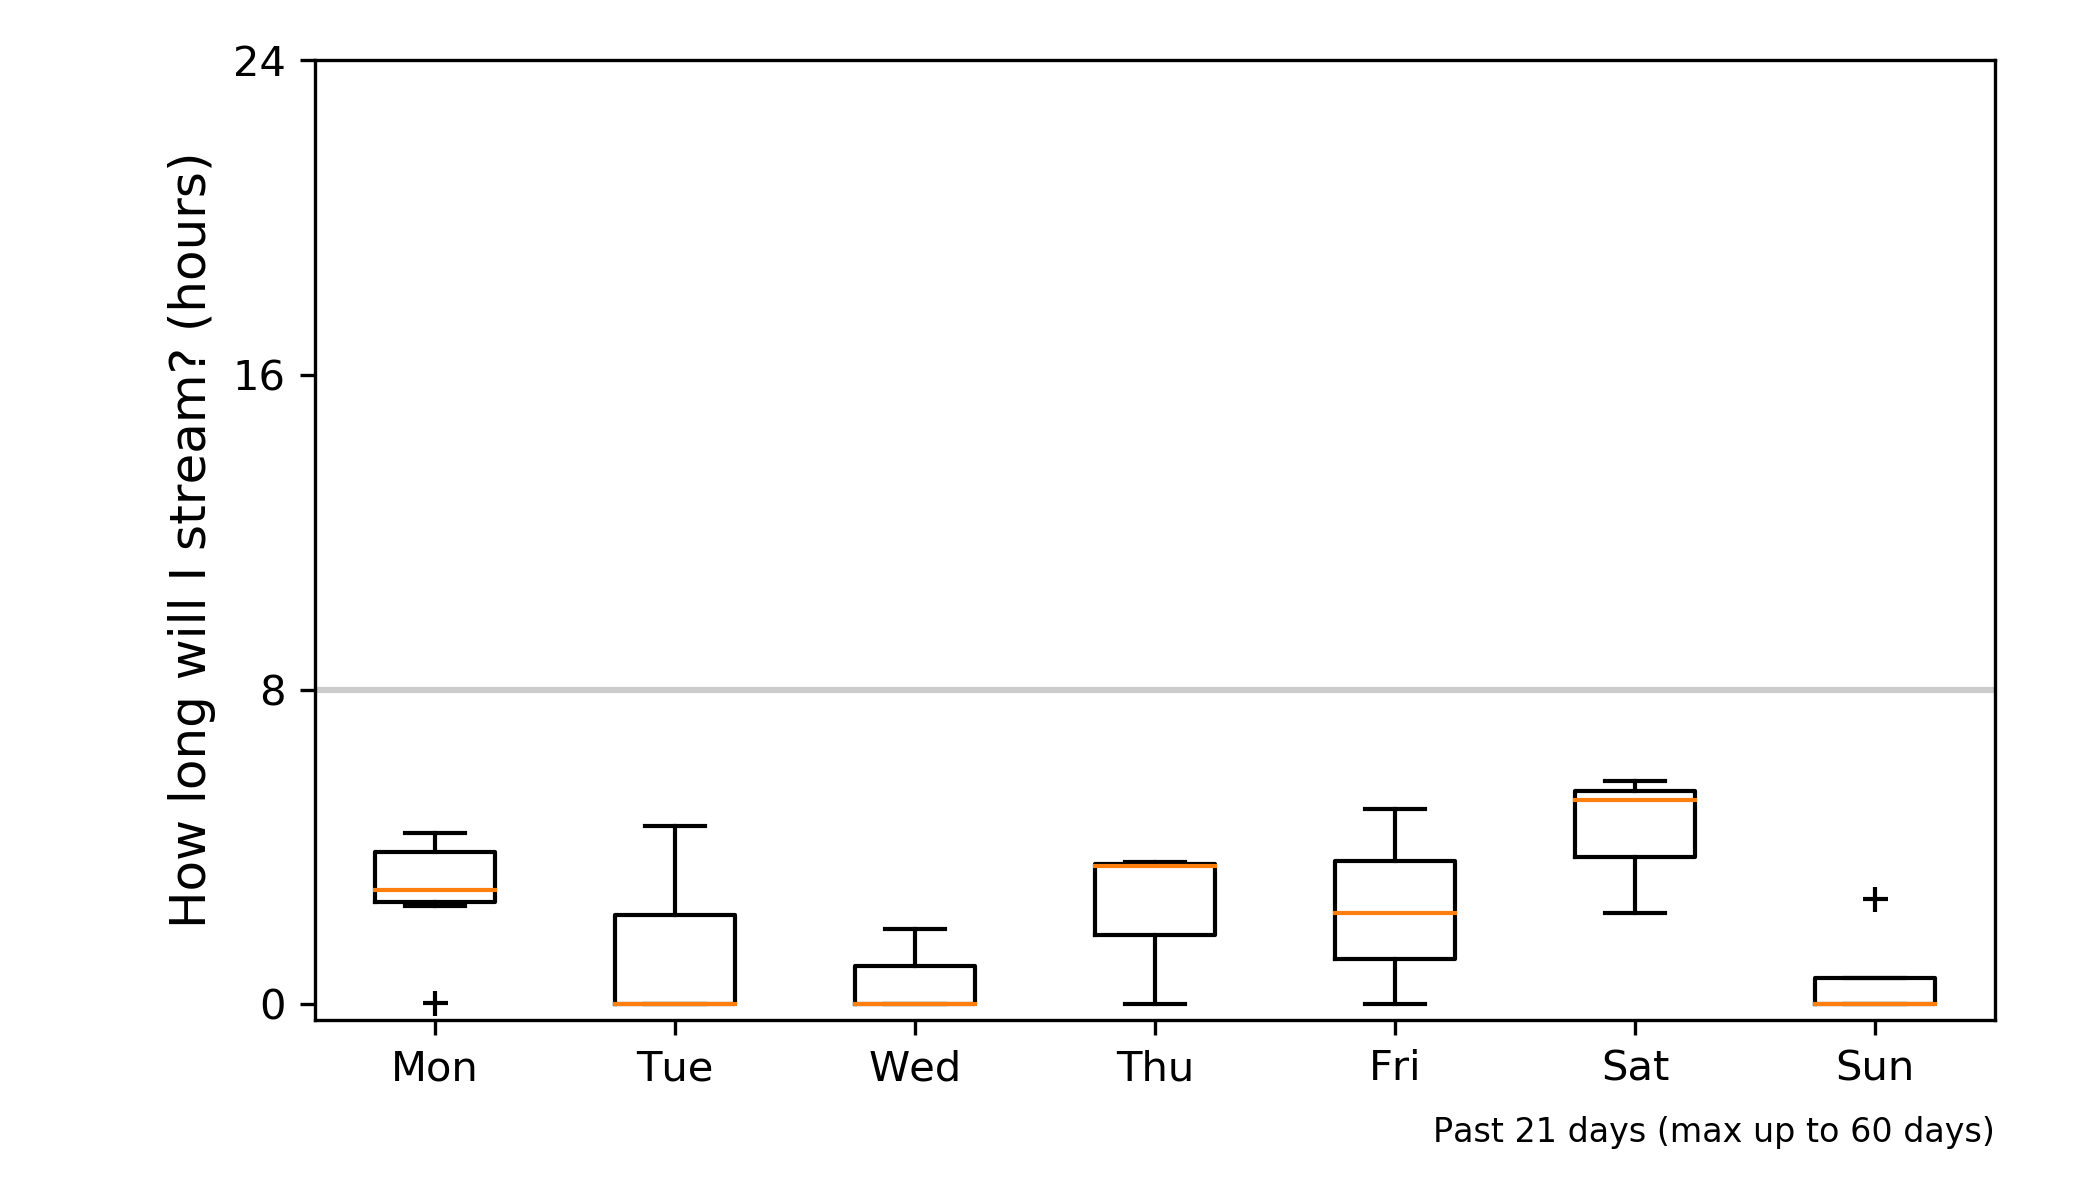 How long will I stream? (hours)
24
16
8
0
Mon Tue Wed Thu Fri Sat Sun
Past 21 days (max up to 60 days)